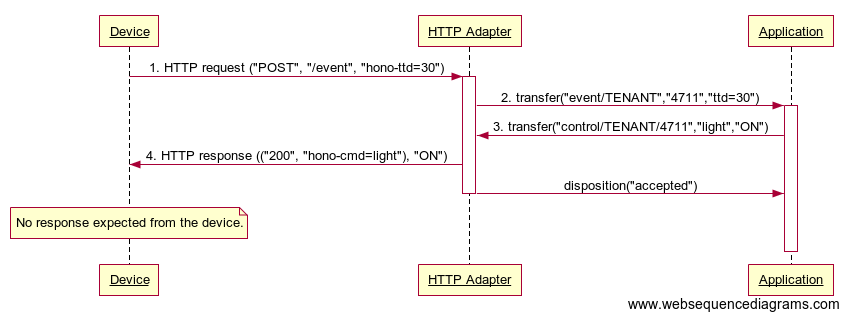 Device HTTP Adapter Application
1. HTTP request ("POST", "/event", "hono-ttd=30")
2. transfer("event/TENANT","4711","ttd=30")
3. transfer("control/TENANT/4711","light","ON")
4. HTTP response (("200", "hono-cmd=light"), "ON")
disposition("accepted")
No response expected from the device.
Device HTTP Adapter Application
www.websequencediagrams.com